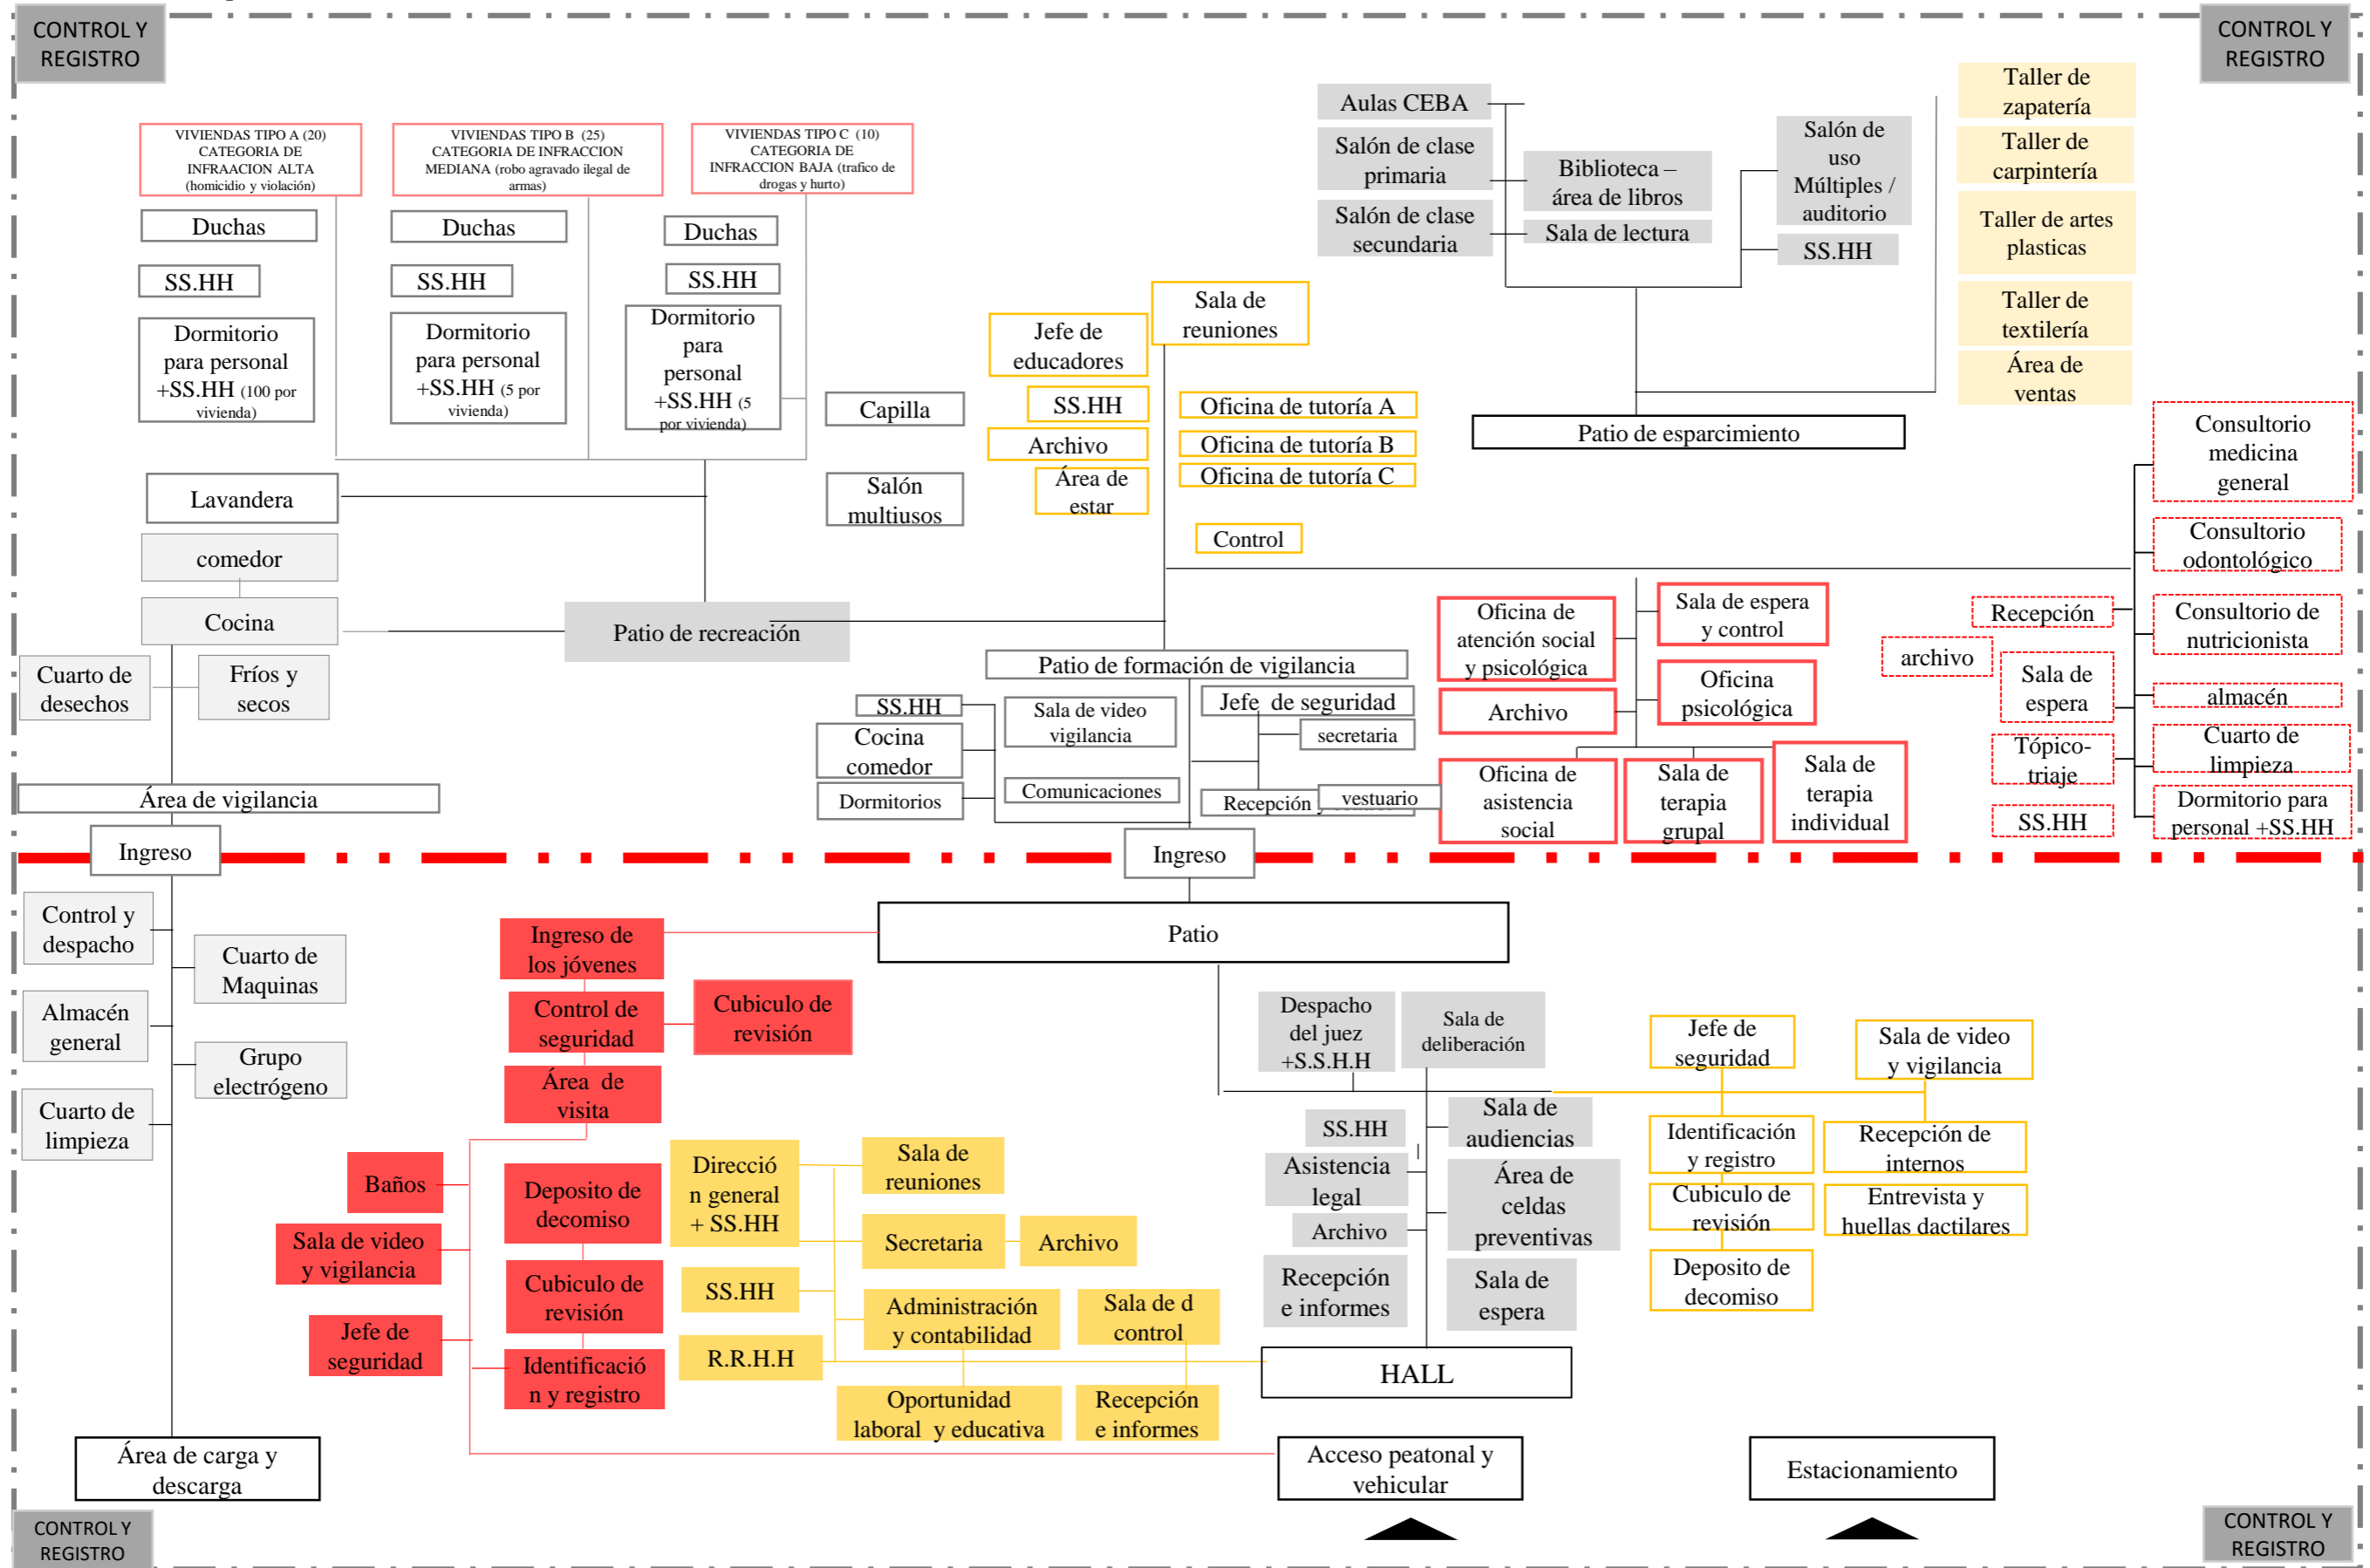 CONTROL Y
REGISTRO
CONTROL Y
REGISTRO
VIVIENDAS TIPO A (20)
CATEGORIA DE
INFRAACION ALTA
(homicidio y violación)
VIVIENDAS TIPO B (25)
CATEGORIA DE INFRACCION
MEDIANA (robo agravado ilegal de
armas)
VIVIENDAS TIPO C (10)
CATEGORIA DE
INFRACCION BAJA (trafico de
drogas y hurto)
Duchas
SS.HH
Dormitorio
para personal
+SS.HH (100 por
vivienda)
Duchas
SS.HH
Dormitorio
para personal
+SS.HH (5 por
vivienda)
Duchas
SS.HH
Dormitorio
para
personal
+SS.HH (5
por vivienda)
Lavandera
comedor
Cocina
Cuarto de
desechos
Fríos y
secos
Capilla
Salón
multiusos
Patio de recreación
Aulas CEBA
Salón de clase
primaria
Salón de clase
secundaria
Biblioteca –
área de libros
Sala de lectura
Salón de
uso
Múltiples /
auditorio
SS.HH
Taller de
zapatería
Taller de
carpintería
Taller de artes
plasticas
Taller de
textilería
Área de
ventas
Patio de esparcimiento
Sala de
reuniones
Jefe de
educadores
SS.HH
Archivo
Área de
estar
Oficina de tutoría A
Oficina de tutoría B
Oficina de tutoría C
Control
Consultorio
medicina
general
Consultorio
odontológico
Consultorio de
nutricionista
almacén
Cuarto de
limpieza
Dormitorio para
personal +SS.HH
Recepción
archivo
Sala de
espera
Tópico-
triaje
SS.HH
Oficina de
atención social
y psicológica
Sala de espera
y control
Archivo
Oficina
psicológica
Oficina de
asistencia
social
Sala de
terapia
grupal
Sala de
terapia
individual
Patio de formación de vigilancia
SS.HH
Cocina
comedor
Dormitorios
Sala de video
vigilancia
Comunicaciones
Jefe de seguridad
secretaria
Recepción
vestuario
Área de vigilancia
Ingreso
Ingreso
Control y
despacho
Cuarto de
Maquinas
Almacén
general
Grupo
electrógeno
Cuarto de
limpieza
Área de carga y
descarga
Patio
Ingreso de
los jóvenes
Control de
seguridad
Cubiculo de
revisión
Área de
visita
Baños
Sala de video
y vigilancia
Jefe de
seguridad
Deposito de
decomiso
Cubiculo de
revisión
Identificació
n y registro
Direcció
n general
+ SS.HH
Sala de
reuniones
Secretaria
Archivo
SS.HH
Administración
y contabilidad
Sala de d
control
R.R.H.H
Oportunidad
laboral y educativa
Recepción
e informes
Despacho
del juez
+S.S.H.H
Sala de
deliberación
SS.HH
Sala de
audiencias
Asistencia
legal
Área de
celdas
preventivas
Archivo
Recepción
e informes
Sala de
espera
HALL
Jefe de
seguridad
Sala de video
y vigilancia
Identificación
y registro
Recepción de
internos
Cubiculo de
revisión
Entrevista y
huellas dactilares
Deposito de
decomiso
Acceso peatonal y
vehicular
Estacionamiento
CONTROL Y
REGISTRO
CONTROL Y
REGISTRO